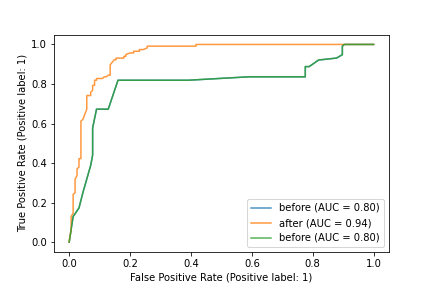 True Positive Rate (Positive label: 1)
1.0
0.8
0.6
0.4
0.2
0.0
before (AUC = 0.80)
after (AUC = 0.94)
before (AUC = 0.80)
0.0 0.2 0.4 0.6 0.8 1.0
False Positive Rate (Positive label: 1)